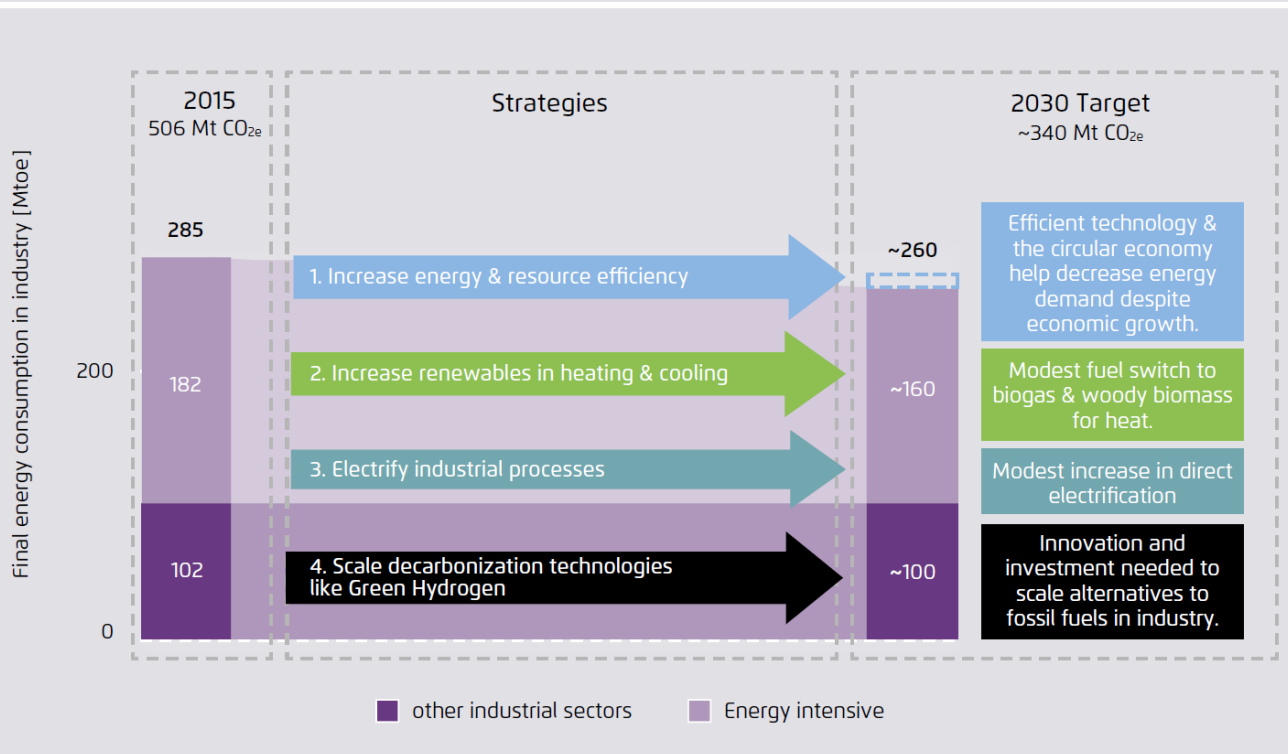 2015
506 Mt CO2e
Strategies
2030 Target
~340 Mt CO2e
Final energy consumption in industry [Mtoe]
200
0
285
182
102
1. Increase energy & resource efficiency
2. Increase renewables in heating & cooling
3. Electrify industrial processes
4. Scale decarbonization technologies
like Green Hydrogen
~260
~160
~100
Efficient technology &
the circular economy
help decrease energy
demand despite
economic growth.
Modest fuel switch to
biogas & woody biomass
for heat.
Modest increase in direct
electrification
Innovation and
investment needed to
scale alternatives to
fossil fuels in industry.
other industrial sectors
Energy intensive